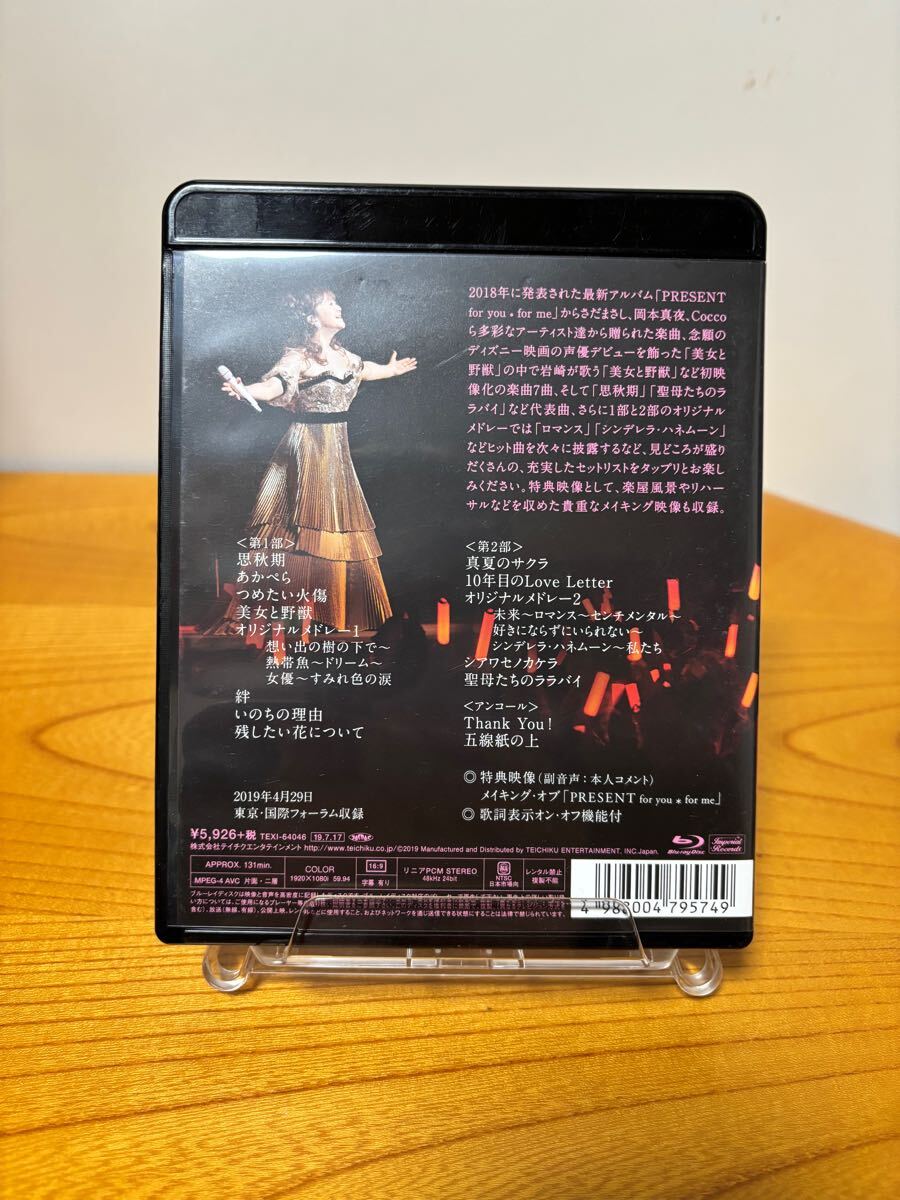 2018年に発表された最新アルバム「PRESENT
for you * for me」からさだまさし、岡本真夜、Cocco
ら多彩なアーティスト達から贈られた楽曲、念願の
ディズニー映画の声優デビューを飾った「美女と
野獣」の中で岩崎が歌う「美女と野獣」など初映
像化の楽曲7曲、そして「思秋期」「聖母たちのラ
ラバイ」など代表曲、さらに1部と2部のオリジナル
メドレーでは「ロマンス」「シンデレラ・ハネムーン」
などヒット曲を次々に披露するなど、見どころが盛り
だくさんの、充実したセットリストをタップリとお楽し
みください。特典映像として、楽屋風景やリハー
サルなどを収めた貴重なメイキング映像も収録。
＜第1部＞
思秋期
あかぺら
つめたい火傷
美女と野獣
オリジナルメドレー1
想い出の樹の下で〜
熱帯魚〜ドリーム〜
女優〜すみれ色の涙
絆
いのちの理由
残したい花について
＜第2部＞
真夏のサクラ
10年目のLove Letter
オリジナルメドレー2
未来〜ロマンス〜センチメンタル〜
好きにならずにいられない〜
シンデレラ・ハネムーン〜私たち
シアワセノカケラ
聖母たちのララバイ
＜アンコール＞
Thank You!
五線紙の上
2019年4月29日
東京・国際フォーラム収録
◎ 特典映像（副音声：本人コメント）
メイキング・オブ「PRESENT for you * for me」
◎ 歌詞表示オン・オフ機能付
¥5,926+税 TEXI-64046 19.7.17
株式会社テイチクエンタテインメント http://www.teichiku.co.jp/ ©2019 Manufactured and Distributed by TEICHIKU ENTERTAINMENT, INC.Japan.
Blu-ray Disc
Imperial Records
APPROX. 131min. COLOR 16:9 リニアPCM STEREO レンタル禁止
MPEG-4 AVC 片面・二層 1920×1080i 59.94 字幕 有り 48kHz 24bit NTSC 日本市場向 複製不能
4 988004 795749